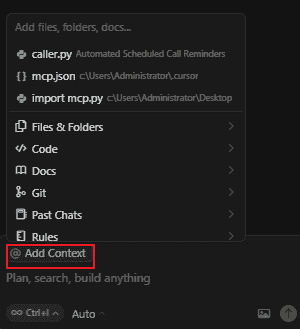 Add files, folders, docs...
caller.py Automated Scheduled Call Reminders
mcp.json c:\Users\Administrator\.cursor
import mcp.py c:\Users\Administrator\Desktop
Files & Folders
Code
Docs
Git
Past Chats
Rules
@ Add Context
Plan, search, build anything
∞ Ctrl+I
Auto